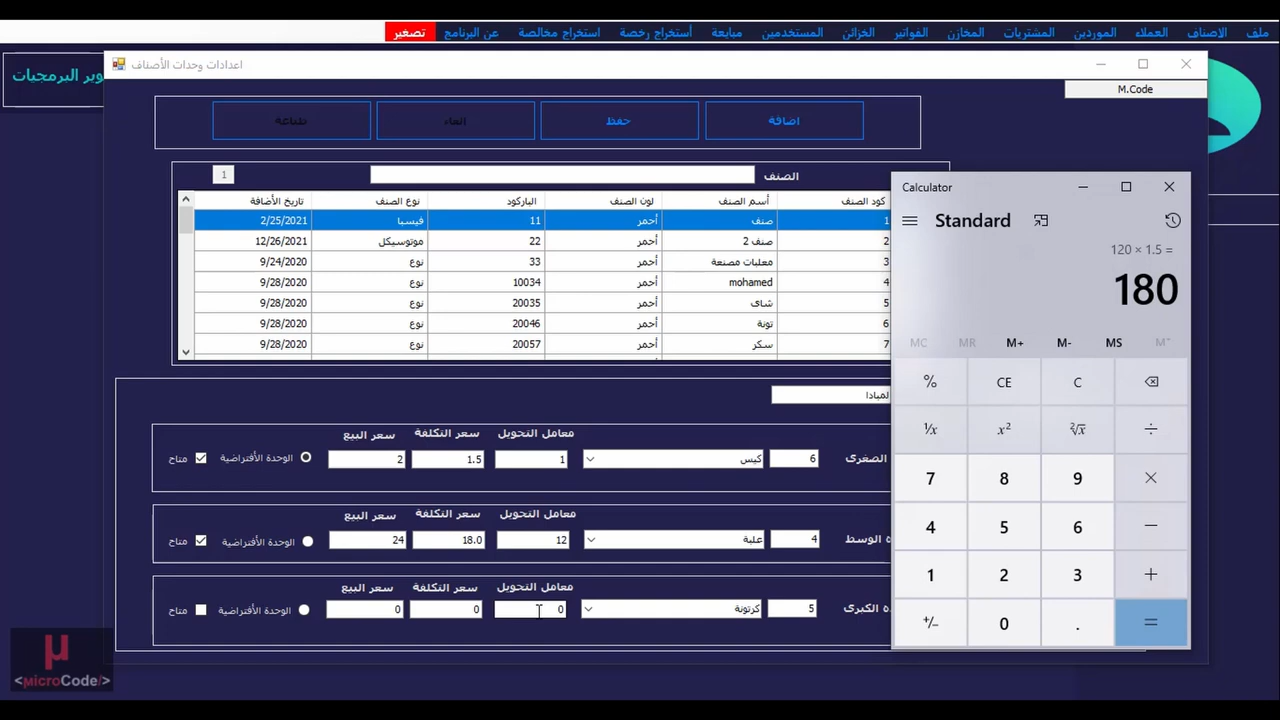 ملف الاصناف العملاء الموردين المشتريات المخازن الفواتير الخزائن المستخدمين مبايعة أستخراج رخصة استخراج مخالصة عن البرنامج تصغير
اعدادات وحدات الأصناف
وير البرمجيات
M.Code
اضافة حفظ الغاء طباعة
الصنف 1
كود الصنف أسم الصنف لون الصنف الباركود نوع الصنف تاريخ الأضافة
1 صنف أحمر 11 فيسبا 2/25/2021
2 صنف 2 أحمر 22 موتوسيكل 12/26/2021
3 معلبات مصنعة أحمر 33 نوع 9/24/2020
4 mohamed أحمر 10034 نوع 9/28/2020
5 شاى أحمر 20035 نوع 9/28/2020
6 تونة أحمر 20046 نوع 9/28/2020
7 سكر أحمر 20057 نوع 9/28/2020
لمبادا
معامل التحويل سعر التكلفة سعر البيع
الصغرى 6 كيس 1 1.5 2 الوحدة الأفتراضية متاح
معامل التحويل سعر التكلفة سعر البيع
ه الوسط 4 علبة 12 18.0 24 الوحدة الأفتراضية متاح
معامل التحويل سعر التكلفة سعر البيع
ه الكبرى 5 كرتونة 0 0 0 الوحدة الأفتراضية متاح
Calculator
Standard
120 × 1.5 =
180
MC MR M+ M- MS M˅
% CE C
¹/x x² ²√x ÷
7 8 9 ×
4 5 6 −
1 2 3 +
+/− 0 . =
µ
<MicroCode/>